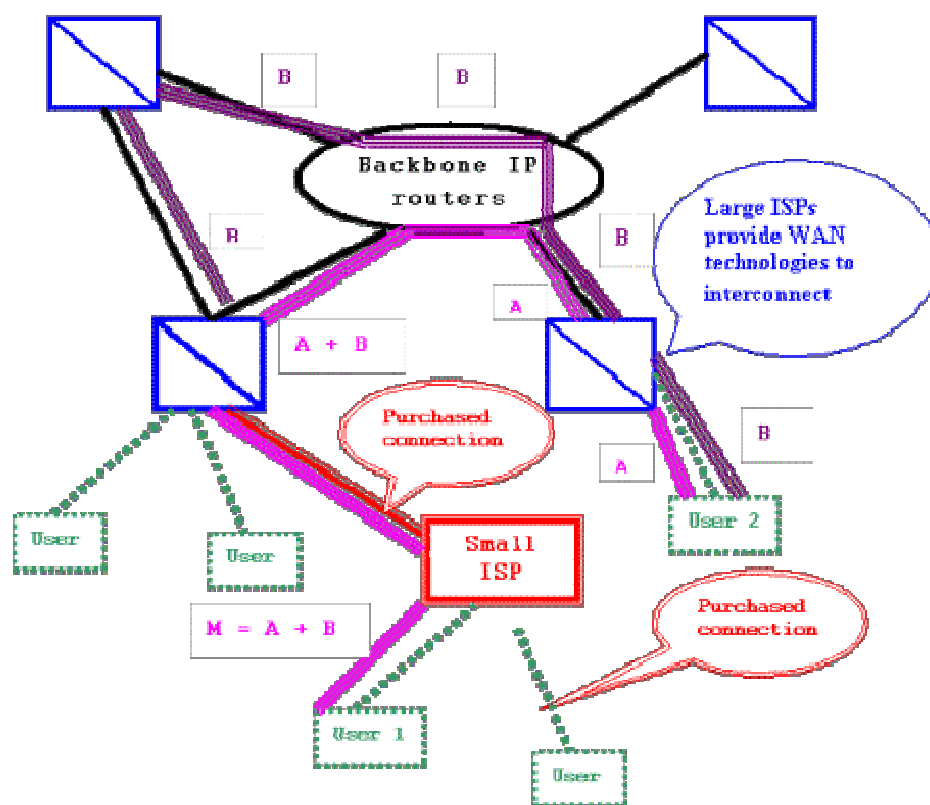 B
B
Backbone IP
routers
B
B
Large ISPs
provide WAN
technologies to
interconnect
A
A + B
Purchased
connection
B
A
User
User
User 2
Small
ISP
Purchased
connection
M = A + B
User 1
User